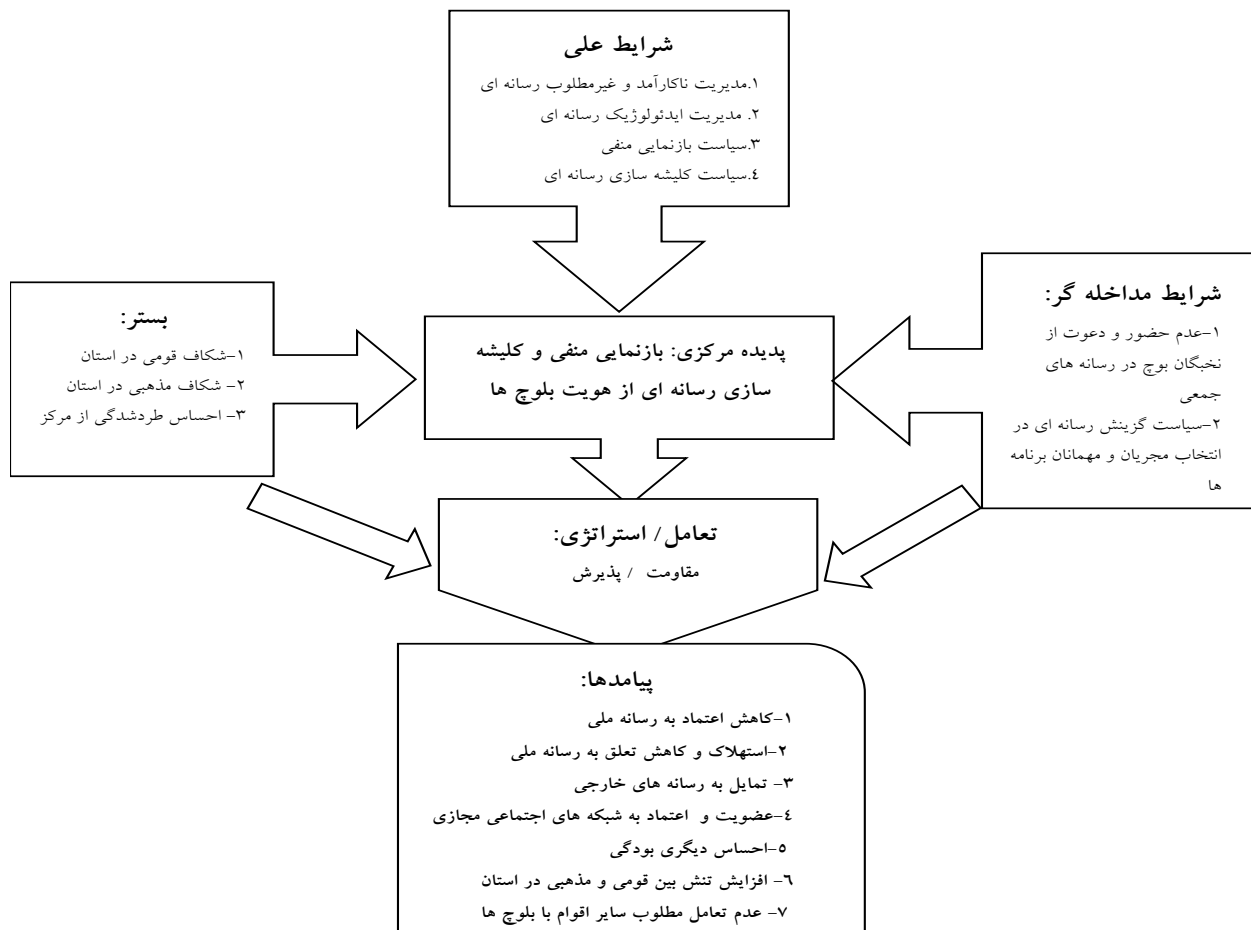 شرایط علی
۱.مدیریت ناکارآمد و غیرمطلوب رسانه ای
۲. مدیریت ایدئولوژیک رسانه ای
۳.سیاست بازنمایی منفی
٤.سیاست کلیشه سازی رسانه ای
شرایط مداخله گر:
۱–عدم حضور و دعوت از
نخبگان بوچ در رسانه های
جمعی
۲–سیاست گزینش رسانه ای در
انتخاب مجریان و مهمانان برنامه
ها
پدیده مرکزی: بازنمایی منفی و کلیشه
سازی رسانه ای از هویت بلوچ ها
بستر:
۱–شکاف قومی در استان
۲– شکاف مذهبی در استان
۳– احساس طردشدگی از مرکز
تعامل/ استراتژی:
مقاومت / پذیرش
پیامدها:
۱–کاهش اعتماد به رسانه ملی
۲–استهلاک و کاهش تعلق به رسانه ملی
۳– تمایل به رسانه های خارجی
٤–عضویت و اعتماد به شبکه های اجتماعی مجازی
٥–احساس دیگری بودگی
٦– افزایش تنش بین قومی و مذهبی در استان
۷– عدم تعامل مطلوب سایر اقوام با بلوچ ها